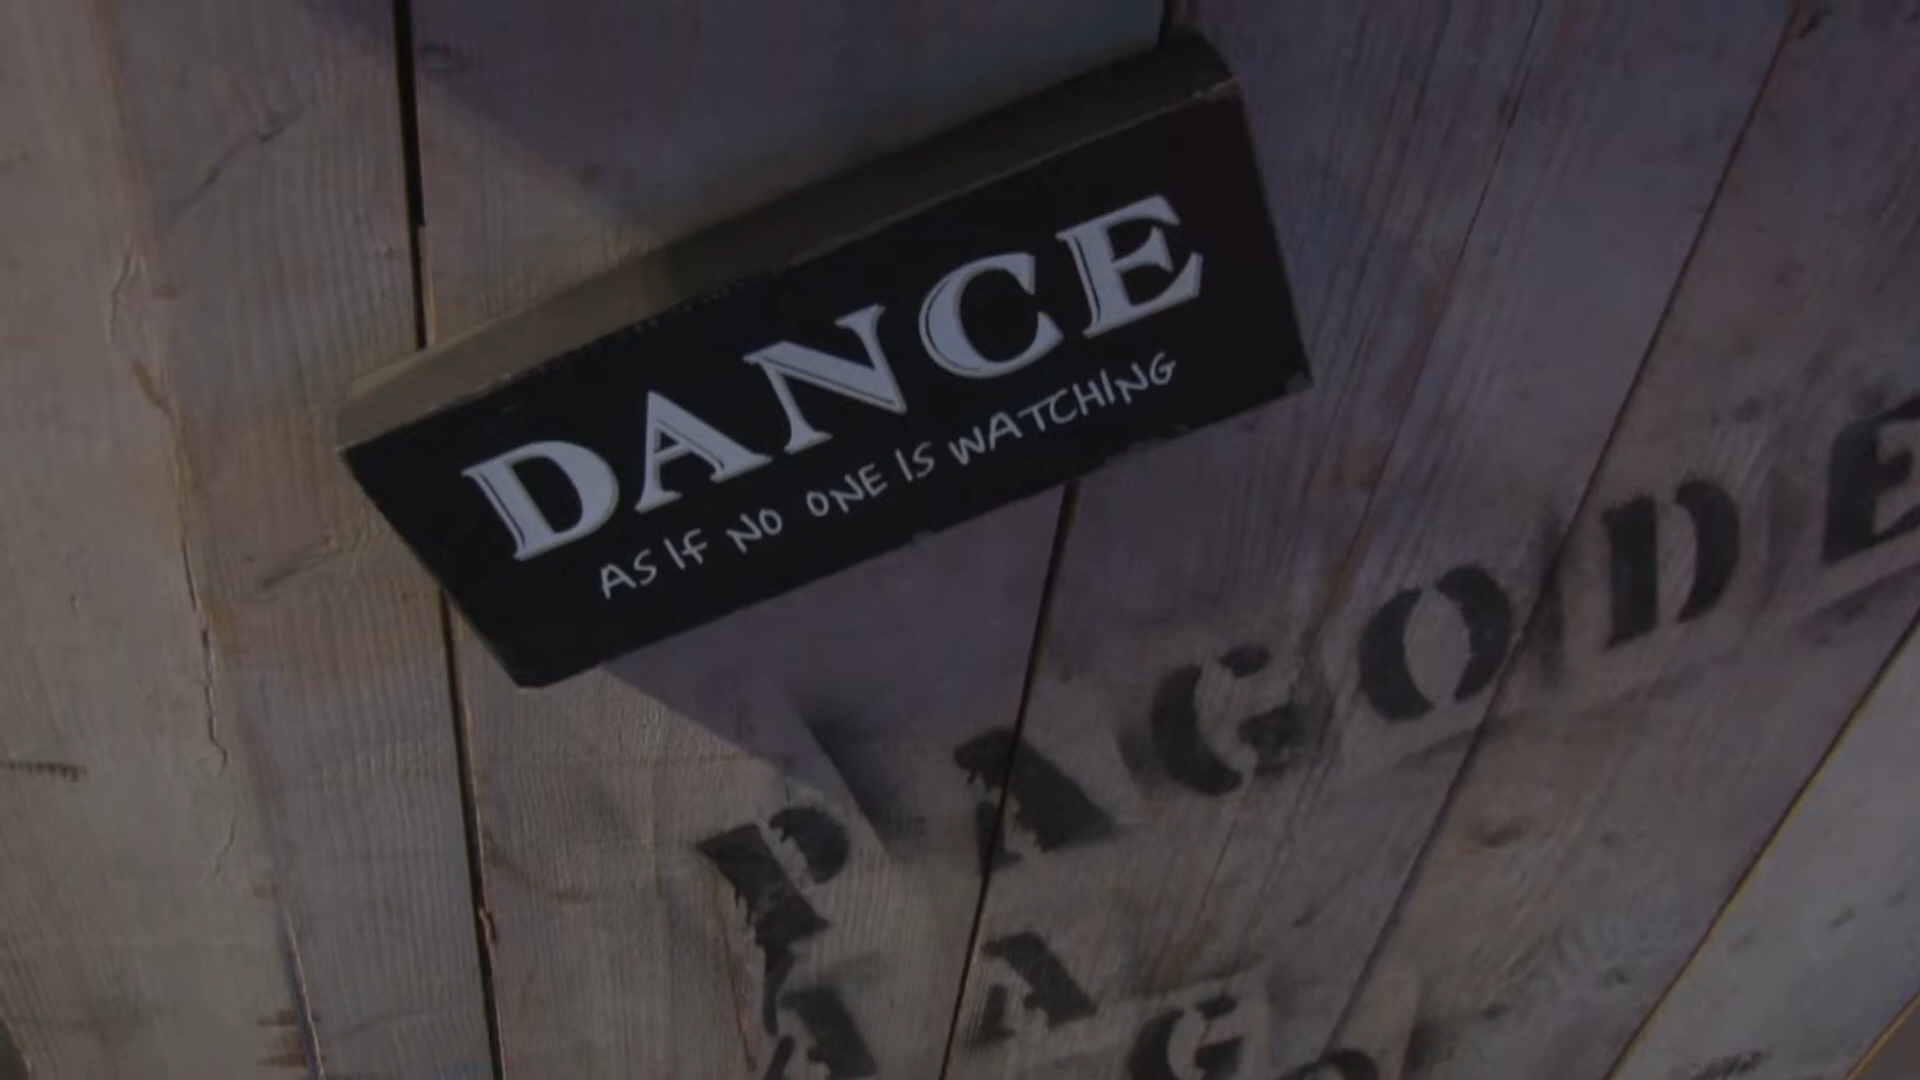 DANCE
AS IF NO ONE IS WATCHING
PAGODE